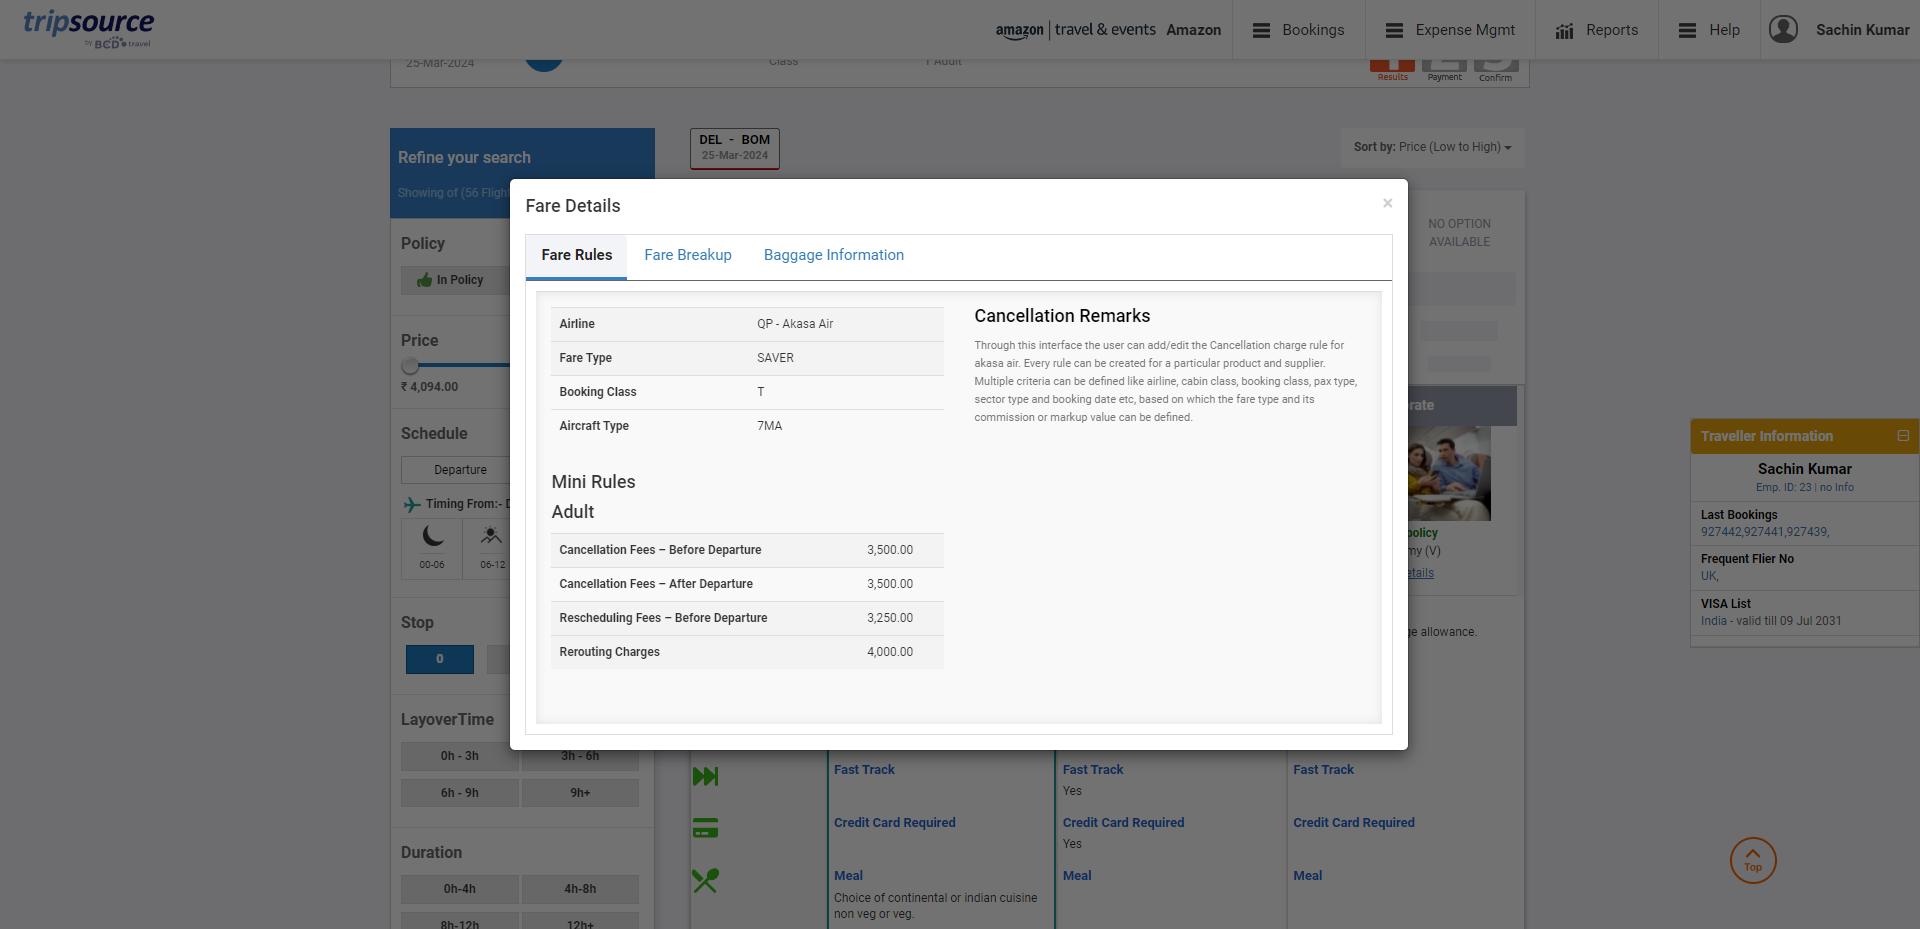 tripsource
by BCD travel
amazon | travel & events Amazon
Bookings
Expense Mgmt
Reports
Help
Sachin Kumar
25-Mar-2024
Class
1 Adult
Results
Payment
Confirm
Refine your search
Showing of (56 Flight
DEL - BOM
25-Mar-2024
Sort by: Price (Low to High)
Policy
In Policy
Price
₹ 4,094.00
Schedule
Departure
Timing From:- D
00-06
06-12
Stop
0
LayoverTime
0h - 3h
3h - 6h
6h - 9h
9h+
Duration
0h-4h
4h-8h
8h-12h
12h+
Fare Details
×
Fare Rules
Fare Breakup
Baggage Information
Airline QP - Akasa Air
Fare Type SAVER
Booking Class T
Aircraft Type 7MA
Mini Rules
Adult
Cancellation Fees – Before Departure 3,500.00
Cancellation Fees – After Departure 3,500.00
Rescheduling Fees – Before Departure 3,250.00
Rerouting Charges 4,000.00
Cancellation Remarks
Through this interface the user can add/edit the Cancellation charge rule for
akasa air. Every rule can be created for a particular product and supplier.
Multiple criteria can be defined like airline, cabin class, booking class, pax type,
sector type and booking date etc, based on which the fare type and its
commission or markup value can be defined.
NO OPTION
AVAILABLE
rate
policy
my (V)
etails
ge allowance.
Traveller Information
Sachin Kumar
Emp. ID: 23 | no Info
Last Bookings
927442,927441,927439,
Frequent Flier No
UK,
VISA List
India - valid till 09 Jul 2031
Fast Track
Fast Track
Yes
Fast Track
Credit Card Required
Credit Card Required
Yes
Credit Card Required
Meal
Choice of continental or indian cuisine
non veg or veg.
Meal
Meal
Top